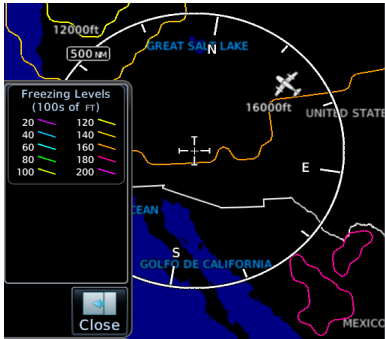 12000ft
500 NM
GREAT SALT LAKE
N
Freezing Levels
(100s of FT)
20 120
40 140
60 160
80 180
100 200
16000ft
UNITED STATE
T
E
CEAN
S
GOLFO DE CALIFORNIA
MEXICO
Close